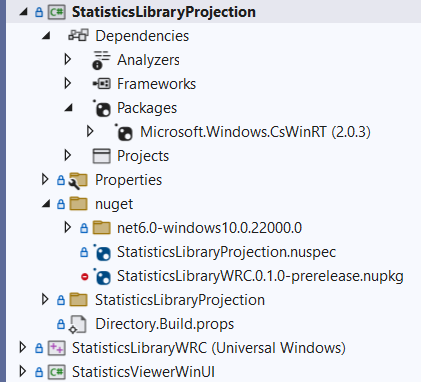 C# StatisticsLibraryProjection
Dependencies
Analyzers
Frameworks
Packages
Microsoft.Windows.CsWinRT (2.0.3)
Projects
Properties
nuget
net6.0-windows10.0.22000.0
StatisticsLibraryProjection.nuspec
StatisticsLibraryWRC.0.1.0-prerelease.nupkg
StatisticsLibraryProjection
Directory.Build.props
StatisticsLibraryWRC (Universal Windows)
C# StatisticsViewerWinUI